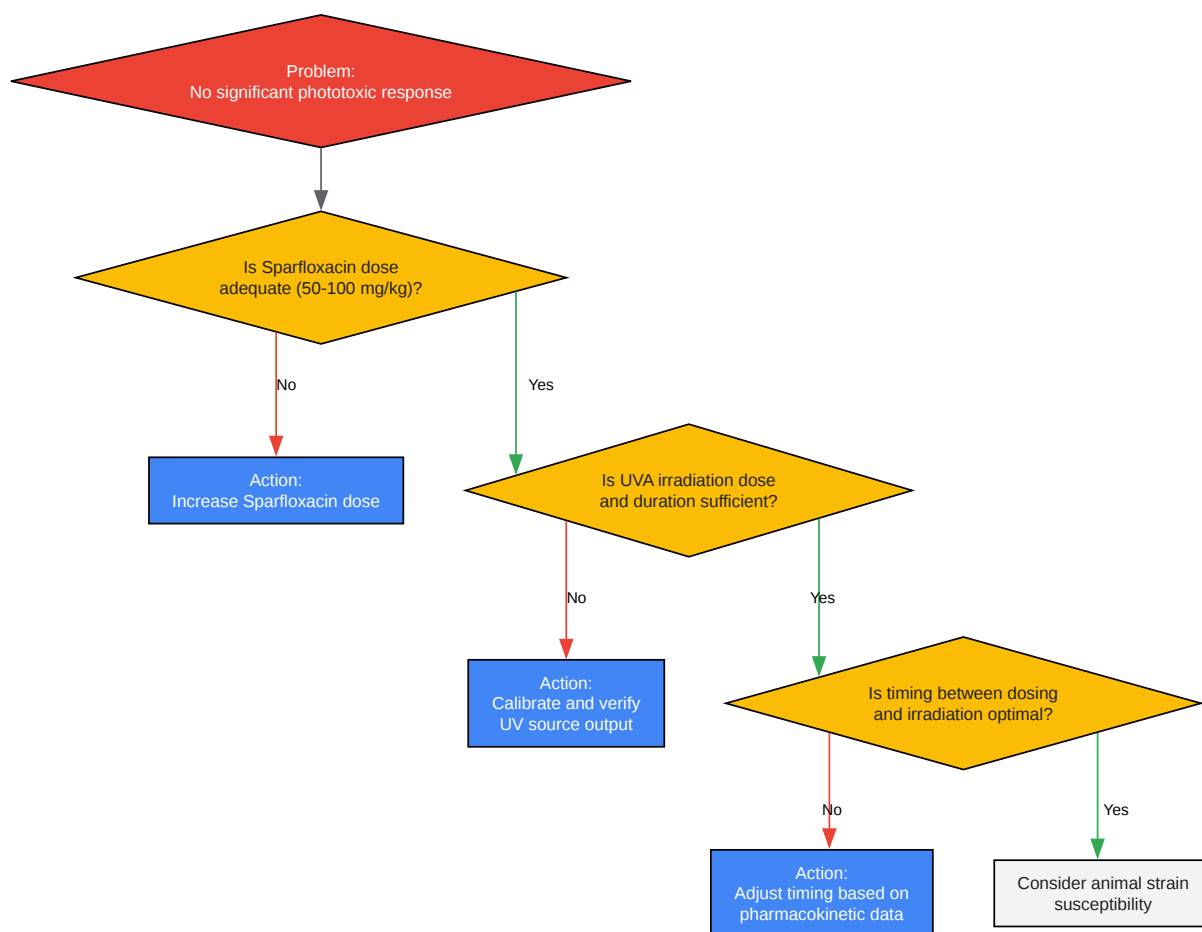 Problem:
No significant phototoxic response
Is Sparfloxacin dose
adequate (50-100 mg/kg)?
No
Yes
Action:
Increase Sparfloxacin dose
Is UVA irradiation dose
and duration sufficient?
No
Yes
Action:
Calibrate and verify
UV source output
Is timing between dosing
and irradiation optimal?
No
Yes
Action:
Adjust timing based on
pharmacokinetic data
Consider animal strain
susceptibility